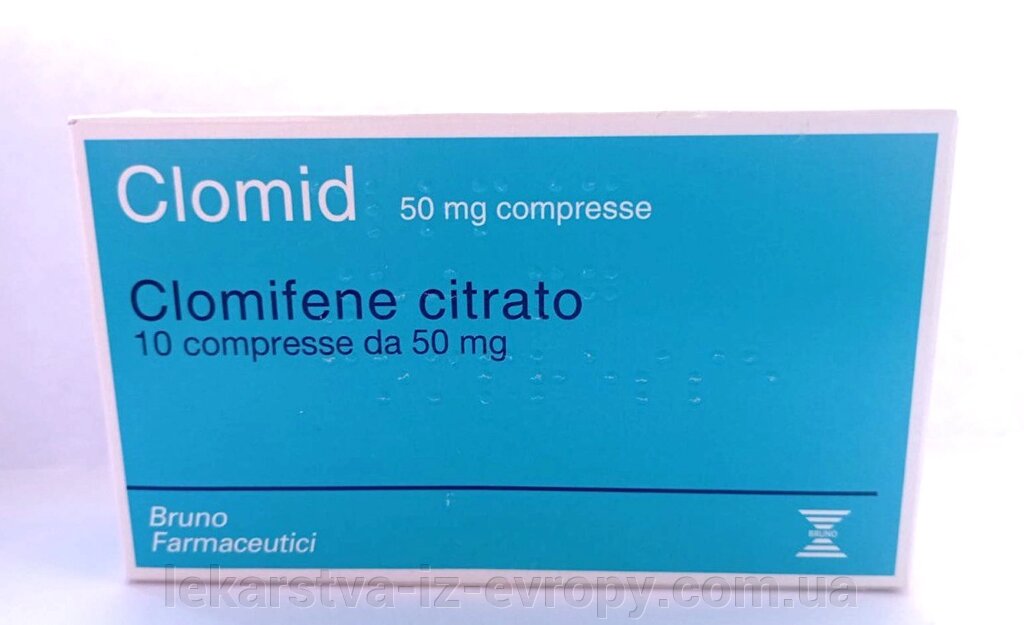 Clomid 50 mg compresse
Clomifene citrato
10 compresse da 50 mg
Bruno
Farmaceutici
BRUNO
lekarstva-iz-evropy.com.ua